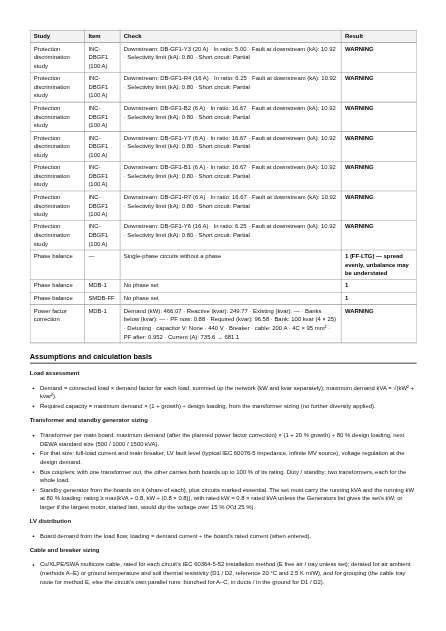 Study Item Check Result
Protection discrimination study INC-DBGF1 (100 A) Downstream: DB-GF1-Y3 (20 A) · In ratio: 5.00 · Fault at downstream (kA): 10.92 · Selectivity limit (kA): 0.80 · Short circuit: Partial WARNING
Protection discrimination study INC-DBGF1 (100 A) Downstream: DB-GF1-R4 (16 A) · In ratio: 6.25 · Fault at downstream (kA): 10.92 · Selectivity limit (kA): 0.80 · Short circuit: Partial WARNING
Protection discrimination study INC-DBGF1 (100 A) Downstream: DB-GF1-B2 (6 A) · In ratio: 16.67 · Fault at downstream (kA): 10.92 · Selectivity limit (kA): 0.80 · Short circuit: Partial WARNING
Protection discrimination study INC-DBGF1 (100 A) Downstream: DB-GF1-Y7 (6 A) · In ratio: 16.67 · Fault at downstream (kA): 10.92 · Selectivity limit (kA): 0.80 · Short circuit: Partial WARNING
Protection discrimination study INC-DBGF1 (100 A) Downstream: DB-GF1-B1 (6 A) · In ratio: 16.67 · Fault at downstream (kA): 10.92 · Selectivity limit (kA): 0.80 · Short circuit: Partial WARNING
Protection discrimination study INC-DBGF1 (100 A) Downstream: DB-GF1-R7 (6 A) · In ratio: 16.67 · Fault at downstream (kA): 10.92 · Selectivity limit (kA): 0.80 · Short circuit: Partial WARNING
Protection discrimination study INC-DBGF1 (100 A) Downstream: DB-GF1-Y6 (16 A) · In ratio: 6.25 · Fault at downstream (kA): 10.92 · Selectivity limit (kA): 0.80 · Short circuit: Partial WARNING
Phase balance — Single-phase circuits without a phase 1 (FF-LTG) — spread evenly, unbalance may be understated
Phase balance MDB-1 No phase set 1
Phase balance SMDB-FF No phase set 1
Power factor correction MDB-1 Demand (kW): 466.07 · Reactive (kvar): 249.77 · Existing (kvar): — · Banks below (kvar): — · PF now: 0.88 · Required (kvar): 96.58 · Bank: 100 kvar (4 × 25) · Detuning · capacitor V: None · 440 V · Breaker · cable: 200 A · 4C × 95 mm² · PF after: 0.952 · Current (A): 735.6 → 681.1 WARNING
Assumptions and calculation basis
Load assessment
• Demand = connected load × demand factor for each load, summed up the network (kW and kvar separately); maximum demand kVA = √(kW² +
kvar²).
• Required capacity = maximum demand × (1 + growth) ÷ design loading, from the transformer sizing (no further diversity applied).
Transformer and standby generator sizing
• Transformer per main board: maximum demand (after the planned power factor correction) × (1 + 20 % growth) ÷ 80 % design loading, next
DEWA standard size (500 / 1000 / 1500 kVA).
• For that size: full-load current and main breaker, LV fault level (typical IEC 60076-5 impedance, infinite MV source), voltage regulation at the
design demand.
• Bus couplers: with one transformer out, the other carries both boards up to 100 % of its rating. Duty / standby: two transformers, each for the
whole load.
• Standby generator from the boards on it (share of each), plus circuits marked essential. The set must carry the running kVA and the running kW
at 80 % loading: rating ≥ max(kVA ÷ 0.8, kW ÷ (0.8 × 0.8)), with rated kW = 0.8 × rated kVA unless the Generators list gives the set's kW; or
larger if the largest motor, started last, would dip the voltage over 15 % (X'd 25 %).
LV distribution
• Board demand from the load flow; loading = demand current ÷ the board's rated current (when entered).
Cable and breaker sizing
• Cu/XLPE/SWA multicore cable, rated for each circuit's IEC 60364-5-52 installation method (E free air / tray unless set); derated for ambient
(methods A–E) or ground temperature and soil thermal resistivity (D1 / D2, reference 20 °C and 2.5 K·m/W), and for grouping (the cable tray
route for method E, else the circuit's own parallel runs: bunched for A–C, in ducts / in the ground for D1 / D2).